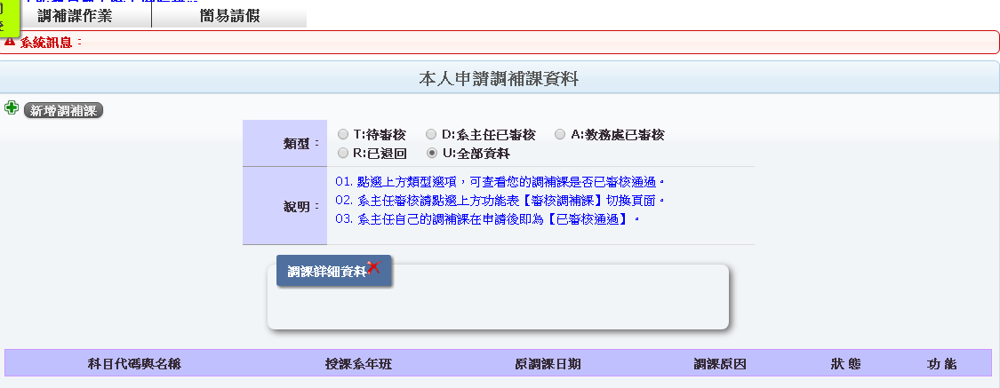 調補課作業
簡易請假
系統訊息：
本人申請調補課資料
新增調補課
類型：
T:待審核 D:系主任已審核 A:教務處已審核
R:已退回 U:全部資料
說明：
01. 點選上方類型選項，可查看您的調補課是否已審核通過。
02. 系主任審核請點選上方功能表【審核調補課】切換頁面。
03. 系主任自己的調補課在申請後即為【已審核通過】。
調課詳細資料
科目代碼與名稱 授課系年班 原調課日期 調課原因 狀態 功能